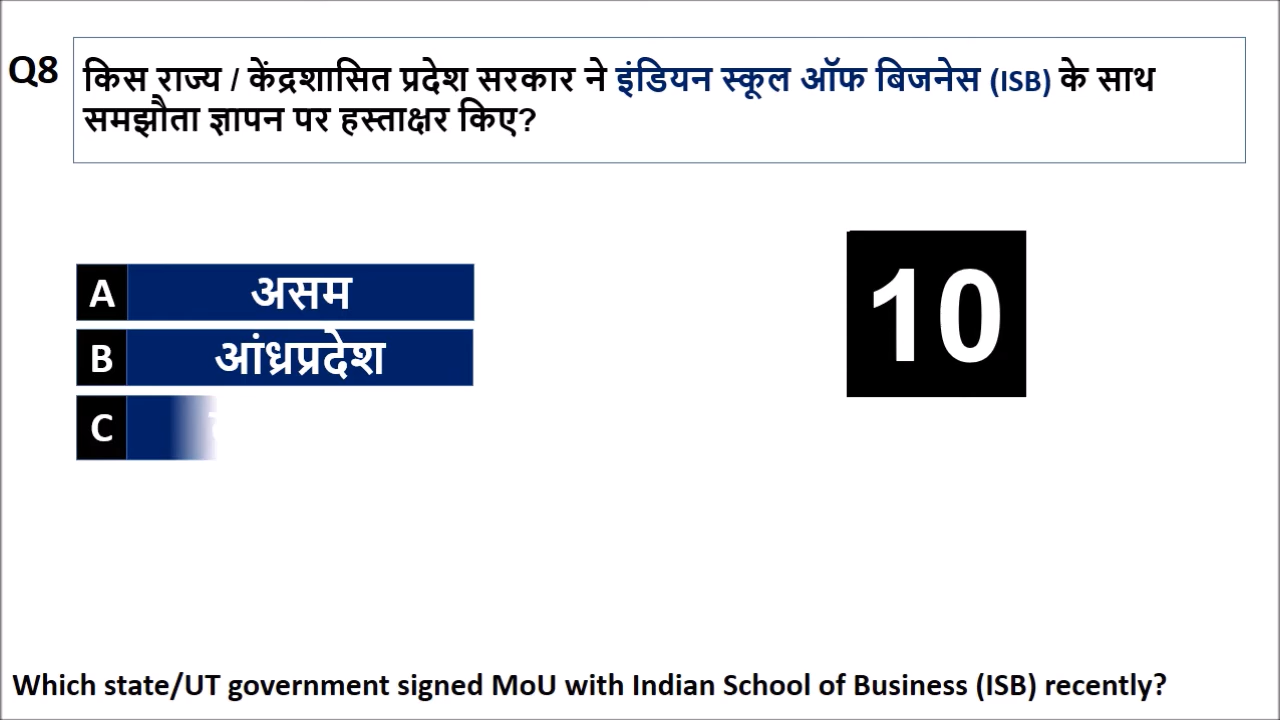 Q8
किस राज्य / केंद्रशासित प्रदेश सरकार ने इंडियन स्कूल ऑफ बिजनेस (ISB) के साथ
समझौता ज्ञापन पर हस्ताक्षर किए?
A असम
B आंध्रप्रदेश
C
10
Which state/UT government signed MoU with Indian School of Business (ISB) recently?